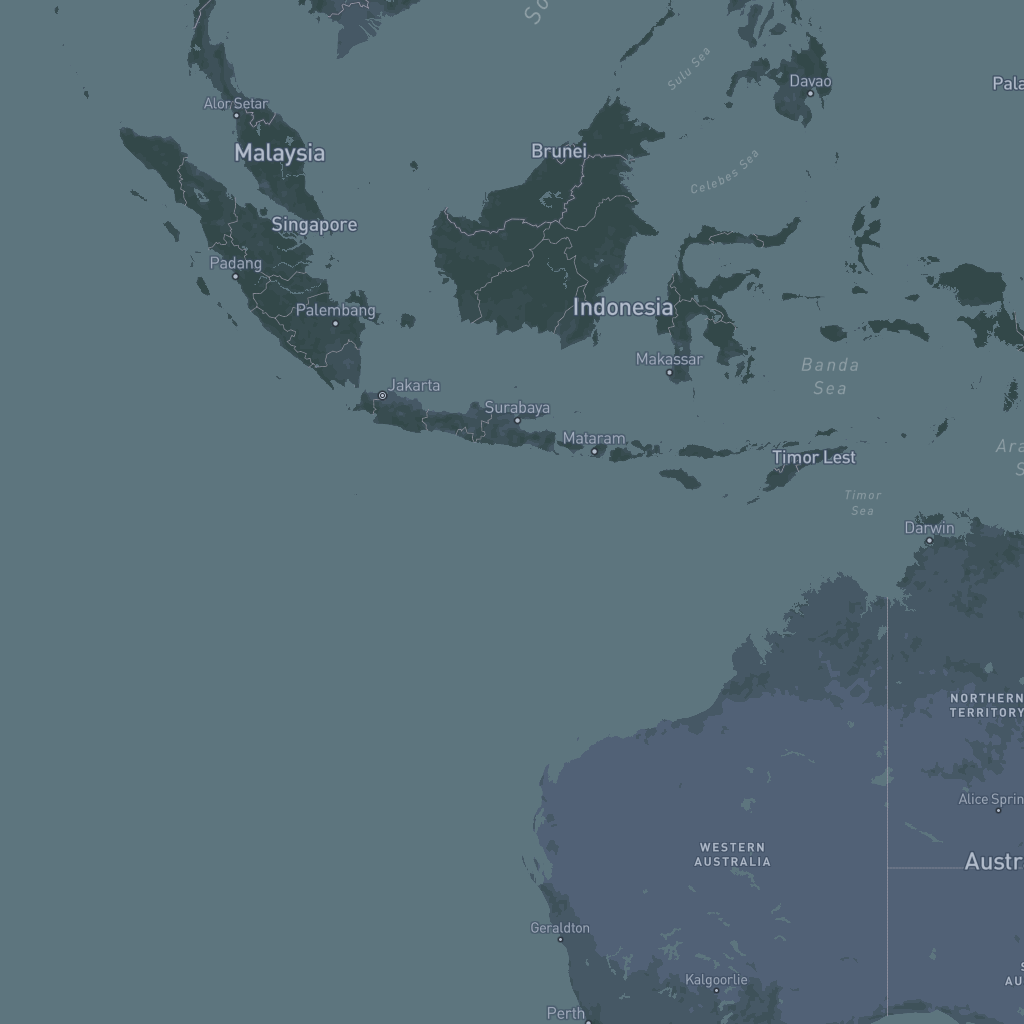 So
Sulu Sea
Davao
Pala
Alor Setar
Malaysia
Brunei
Celebes Sea
Singapore
Padang
Palembang
Indonesia
Makassar
Banda
Sea
Jakarta
Surabaya
Mataram
Timor Lest
Ara
S
Timor
Sea
Darwin
NORTHERN
TERRITORY
Alice Sprin
WESTERN
AUSTRALIA
Austr
Geraldton
Kalgoorlie
S
AU
Perth